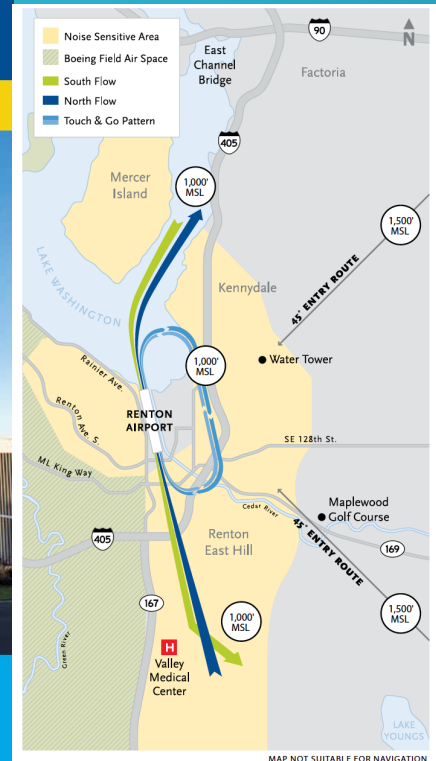 Noise Sensitive Area
Boeing Field Air Space
South Flow
North Flow
Touch & Go Pattern
East
Channel
Bridge
90
N
Factoria
405
Mercer
Island
1,000'
MSL
1,500'
MSL
45° ENTRY ROUTE
LAKE WASHINGTON
Kennydale
1,000'
MSL
Water Tower
Rainier Ave.
Renton Ave. S.
RENTON
AIRPORT
SE 128th St.
ML King Way
Cedar River
Maplewood
Golf Course
45° ENTRY ROUTE
169
405
Renton
East Hill
167
Green River
1,000'
MSL
1,500'
MSL
H
Valley
Medical
Center
LAKE
YOUNGS
MAP NOT SUITABLE FOR NAVIGATION